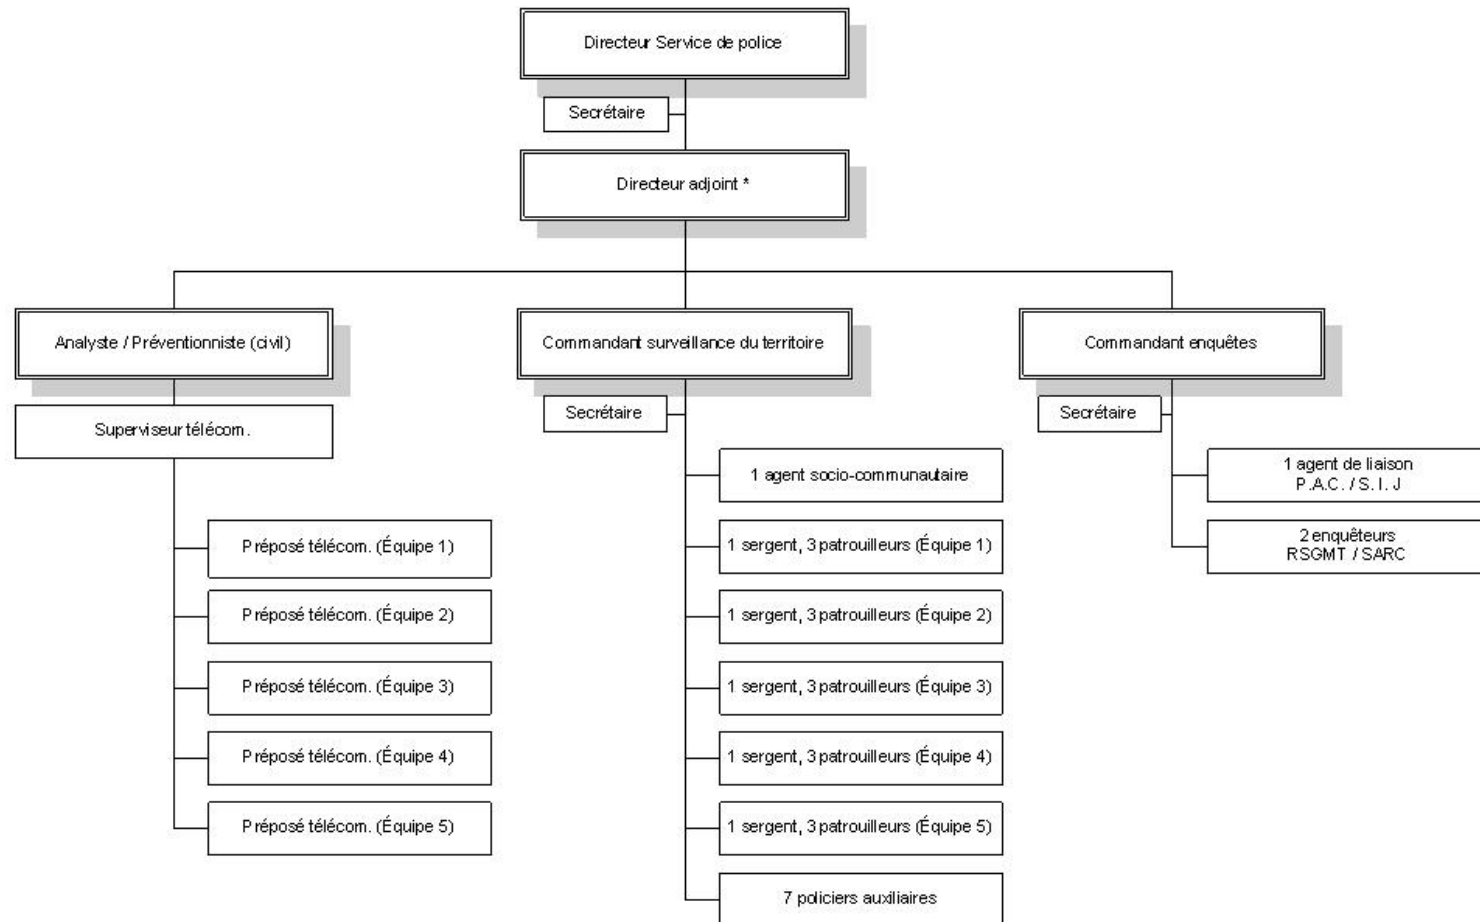 Directeur Service de police
Secrétaire
Directeur adjoint *
Analyste / Préventionniste (civil)
Superviseur télécom.
Préposé télécom. (Équipe 1)
Préposé télécom. (Équipe 2)
Préposé télécom. (Équipe 3)
Préposé télécom. (Équipe 4)
Préposé télécom. (Équipe 5)
Commandant surveillance du territoire
Secrétaire
1 agent socio-communautaire
1 sergent, 3 patrouilleurs (Équipe 1)
1 sergent, 3 patrouilleurs (Équipe 2)
1 sergent, 3 patrouilleurs (Équipe 3)
1 sergent, 3 patrouilleurs (Équipe 4)
1 sergent, 3 patrouilleurs (Équipe 5)
7 policiers auxiliaires
Commandant enquêtes
Secrétaire
1 agent de liaison
P.A.C. / S. I. J
2 enquêteurs
RSGMT / SARC